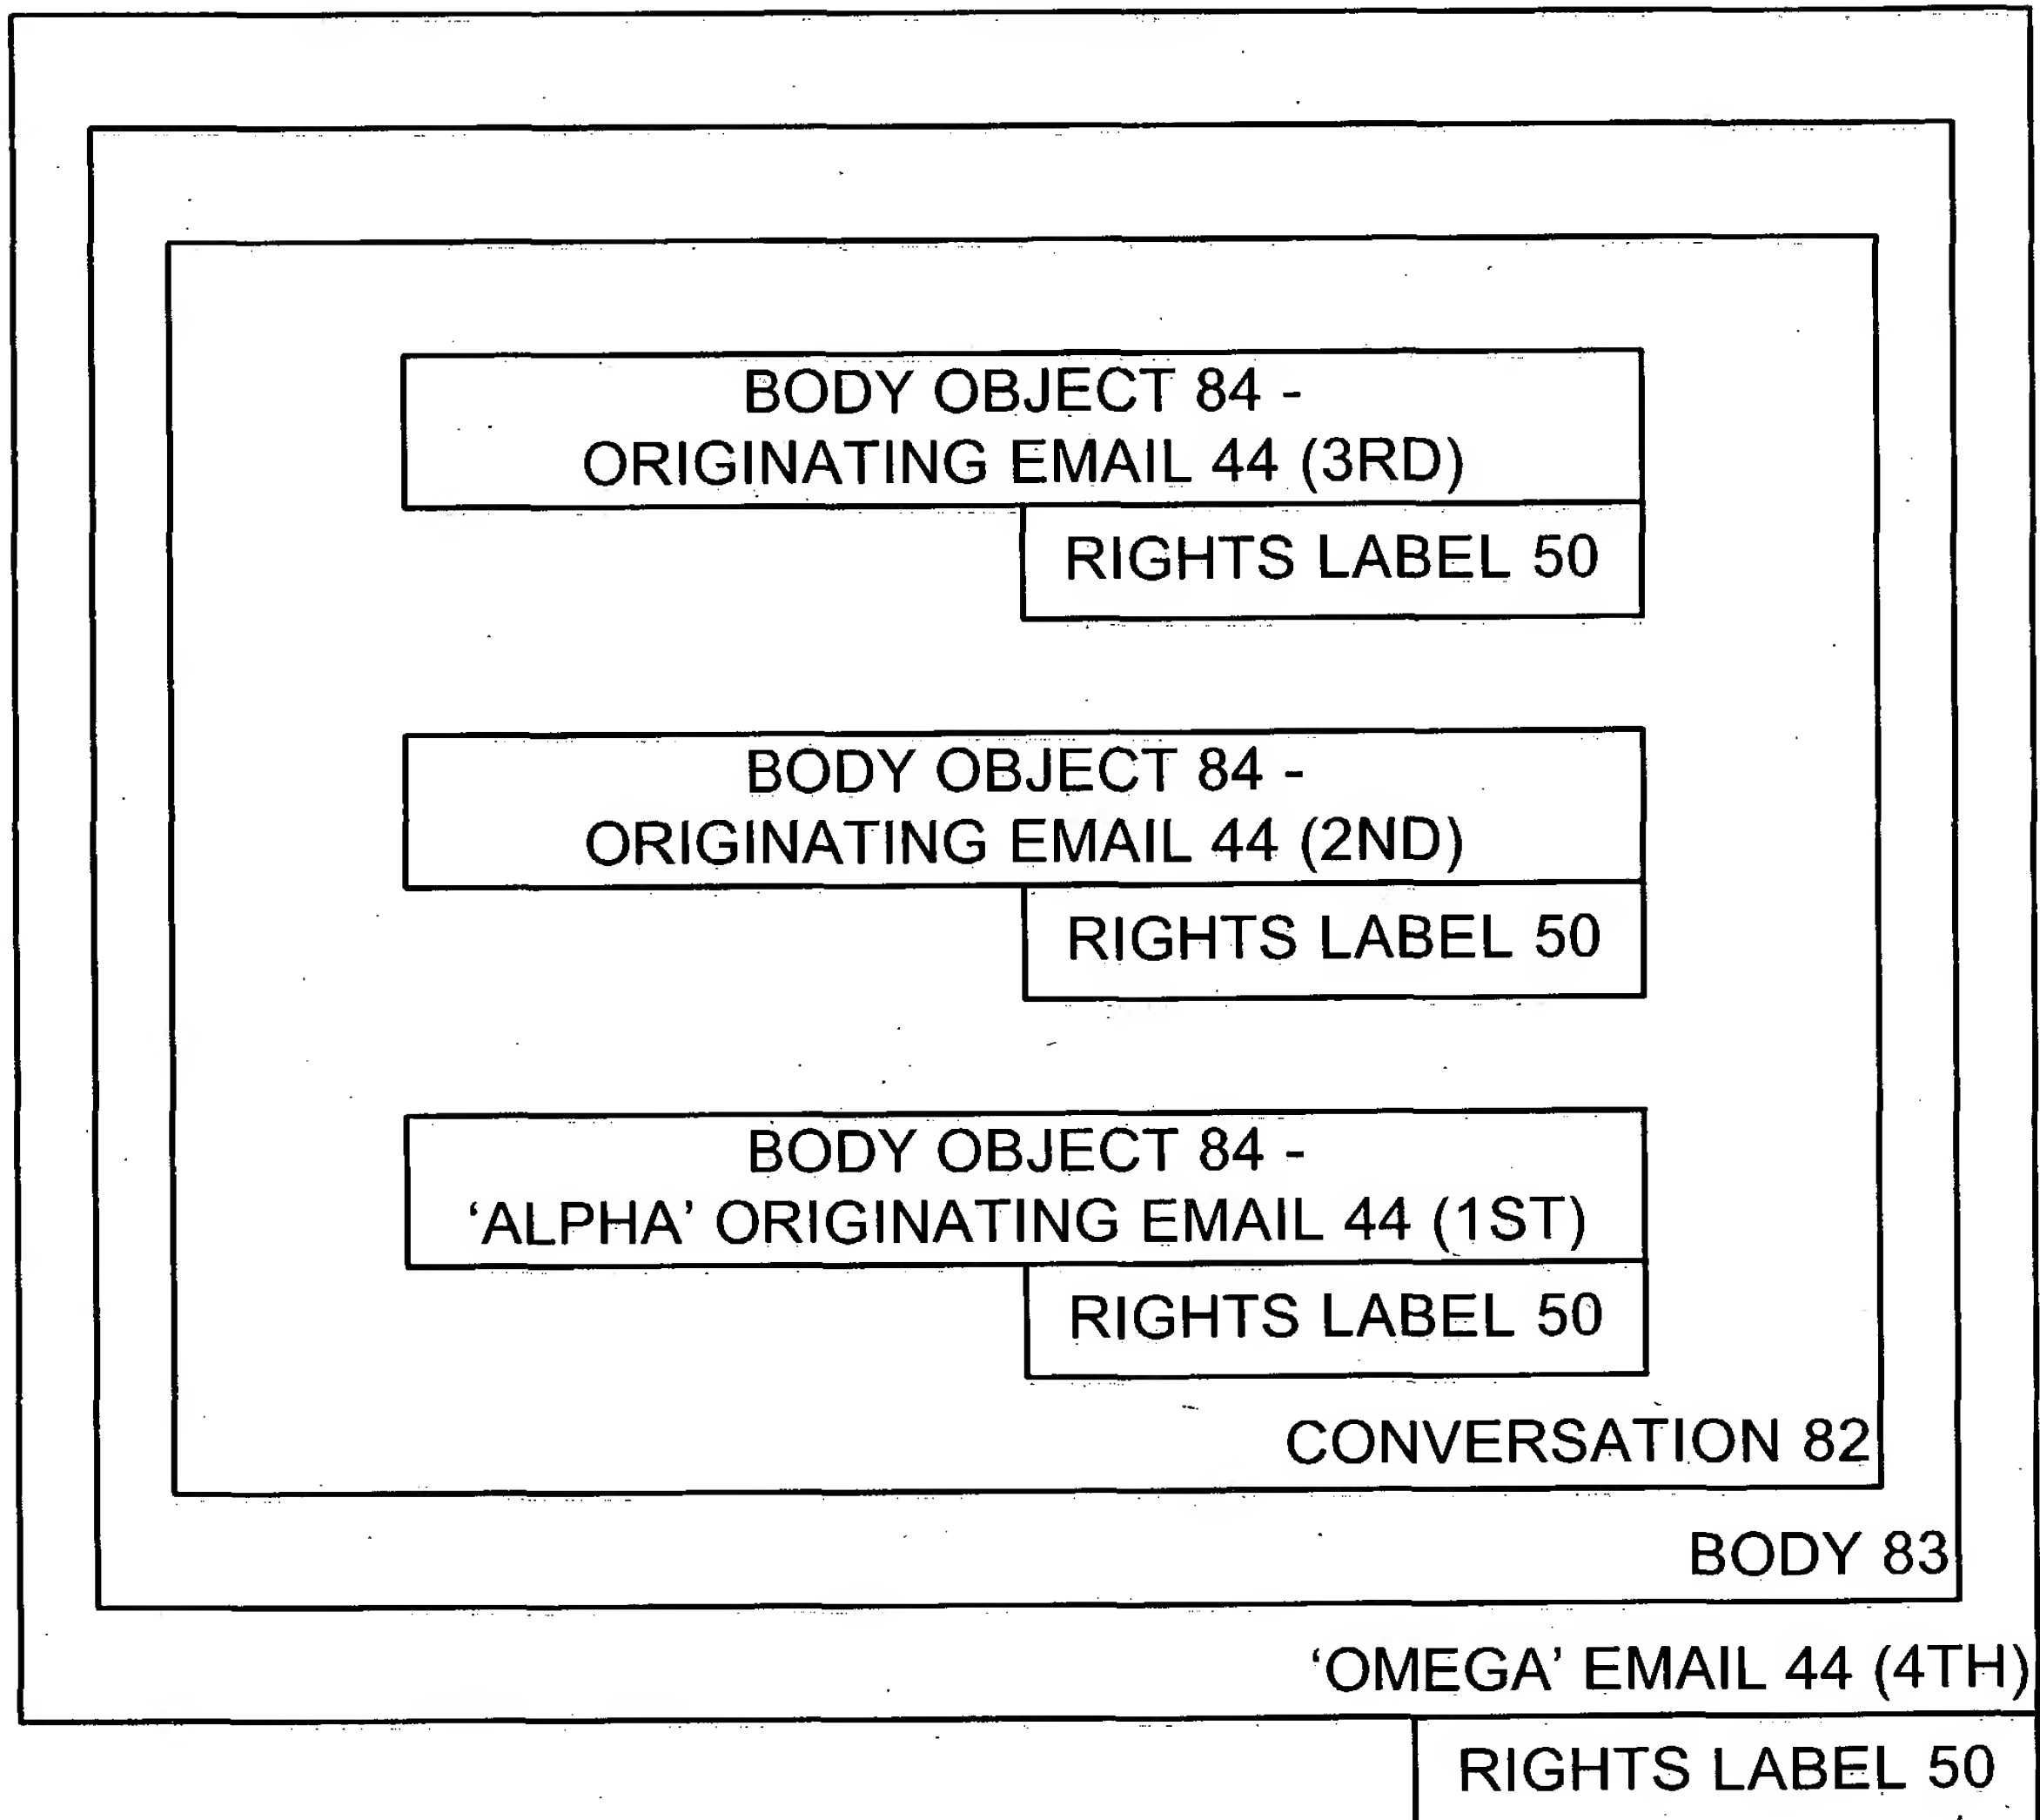 BODY OBJECT 84 -
ORIGINATING EMAIL 44 (3RD)
RIGHTS LABEL 50
BODY OBJECT 84 -
ORIGINATING EMAIL 44 (2ND)
RIGHTS LABEL 50
BODY OBJECT 84 -
‘ALPHA’ ORIGINATING EMAIL 44 (1ST)
RIGHTS LABEL 50
CONVERSATION 82
BODY 83
‘OMEGA’ EMAIL 44 (4TH)
RIGHTS LABEL 50